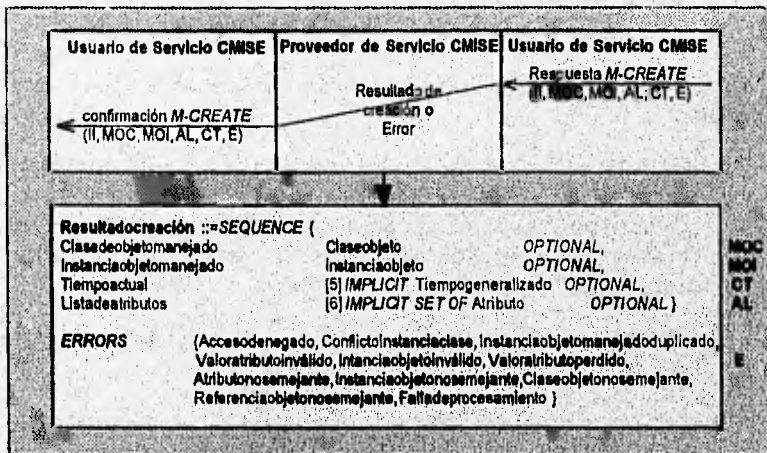 Usuario de Servicio CMISE
Proveedor de Servicio CMISE
Usuario de Servicio CMISE
Respuesta M-CREATE
(II, MOC, MOI, AL, CT, E)
Resultado de
creación o
Error
confirmación M-CREATE
(II, MOC, MOI, AL, CT, E)
Resultadocreación ::=SEQUENCE {
Clasedeobjetomanejado Claseobjeto OPTIONAL, MOC
Instanciaobjetomanejado Instanciaobjeto OPTIONAL, MOI
Tiempoactual [5] IMPLICIT Tiempogeneralizado OPTIONAL, CT
Listadeatributos [6] IMPLICIT SET OF Atributo OPTIONAL } AL
ERRORS {Accesodenegado, ConflictoInstanciaclase, Instanciaobjetomanejadoduplicado,
Valoratributoinválido, Intanciaobjetoinválido, Valoratributoperdido, E
Atributonosemejante, Instanciaobjetonosemejante,Claseobjetonosemejante,
Referenciaobjetonosemejante, Falladeprocesamiento }